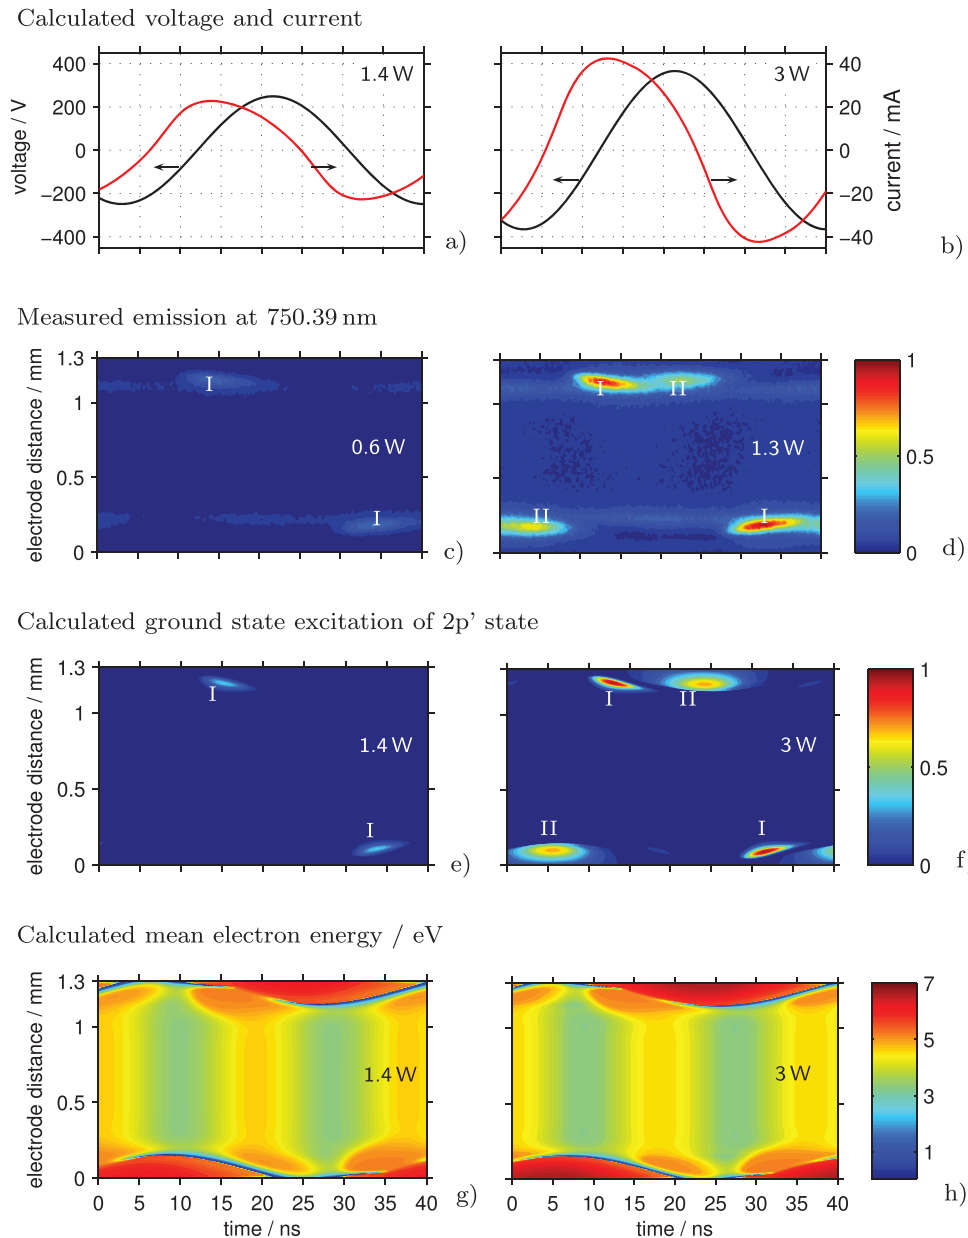 Calculated voltage and current
400
200
0
−200
−400
voltage / V
1.4 W
a)
3 W
40
20
0
−20
−40
current / mA
b)
Measured emission at 750.39 nm
1.3
1
0.5
0
electrode distance / mm
I
0.6 W
I
c)
I
II
1.3 W
II
I
1
0.5
0
d)
Calculated ground state excitation of 2p’ state
1.3
1
0.5
0
electrode distance / mm
I
1.4 W
I
e)
I
II
3 W
II
I
1
0.5
0
f
Calculated mean electron energy / eV
1.3
1
0.5
0
electrode distance / mm
1.4 W
0 5 10 15 20 25 30 35 40
time / ns
g)
3 W
0 5 10 15 20 25 30 35 40
time / ns
7
5
3
1
h)